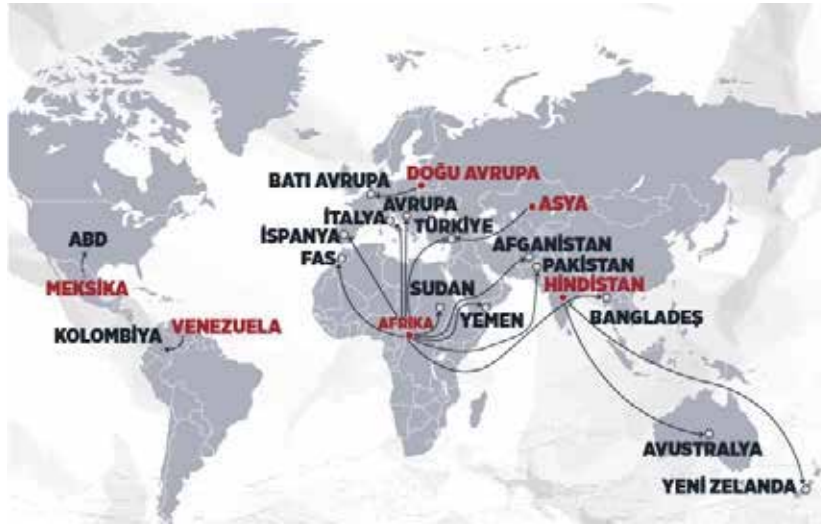 DOĞU AVRUPA
BATI AVRUPA
AVRUPA
ASYA
İTALYA
TÜRKİYE
İSPANYA
ABD
AFGANİSTAN
FAS
PAKİSTAN
MEKSİKA
SUDAN
HİNDİSTAN
VENEZUELA
AFRİKA
YEMEN
BANGLADEŞ
KOLOMBİYA
AVUSTRALYA
YENİ ZELANDA